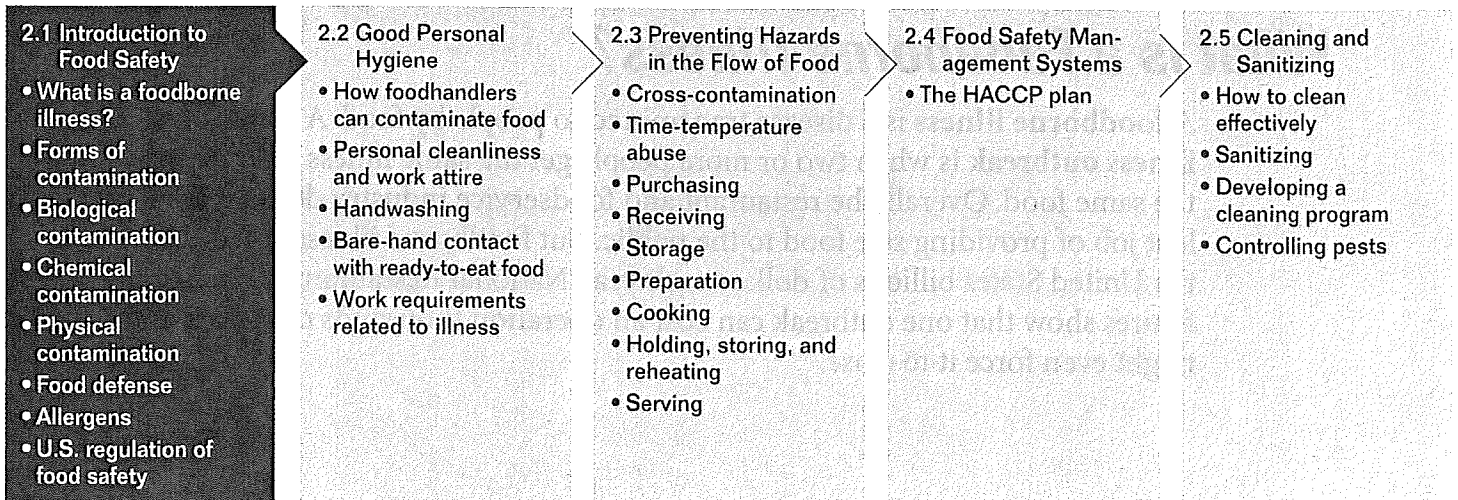 2.1 Introduction to
Food Safety
• What is a foodborne
illness?
• Forms of
contamination
• Biological
contamination
• Chemical
contamination
• Physical
contamination
• Food defense
• Allergens
• U.S. regulation of
food safety
2.2 Good Personal
Hygiene
• How foodhandlers
can contaminate food
• Personal cleanliness
and work attire
• Handwashing
• Bare-hand contact
with ready-to-eat food
• Work requirements
related to illness
2.3 Preventing Hazards
in the Flow of Food
• Cross-contamination
• Time-temperature
abuse
• Purchasing
• Receiving
• Storage
• Preparation
• Cooking
• Holding, storing, and
reheating
• Serving
2.4 Food Safety Man-
agement Systems
• The HACCP plan
2.5 Cleaning and
Sanitizing
• How to clean
effectively
• Sanitizing
• Developing a
cleaning program
• Controlling pests